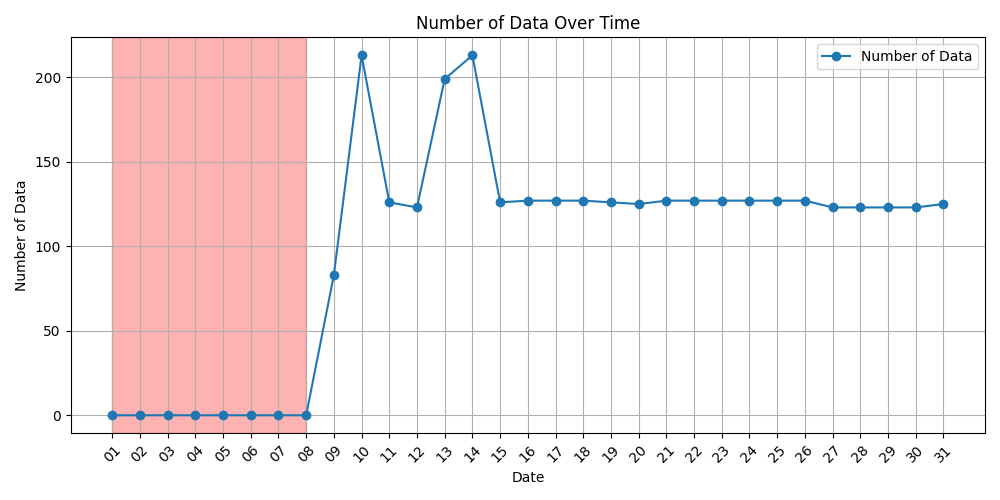 Number of Data Over Time
Number of Data
Number of Data
200
150
100
50
0
01 02 03 04 05 06 07 08 09 10 11 12 13 14 15 16 17 18 19 20 21 22 23 24 25 26 27 28 29 30 31
Date